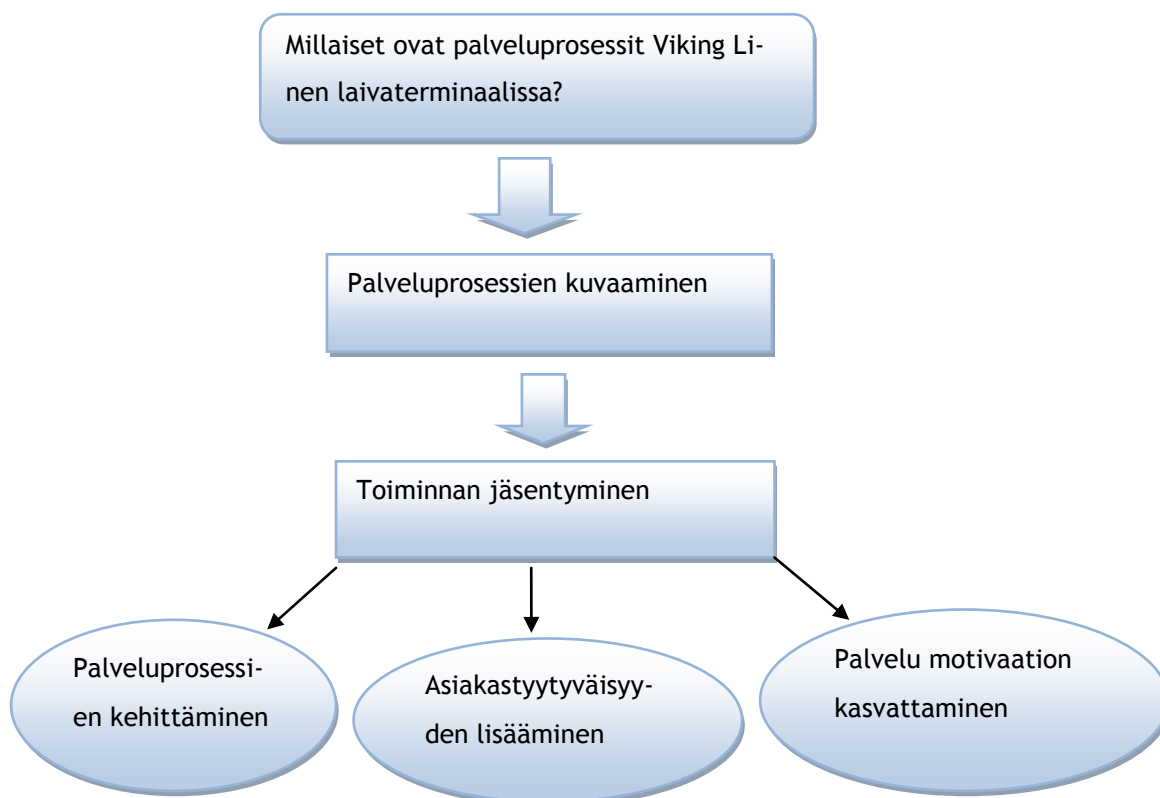 Millaiset ovat palveluprosessit Viking Li-
nen laivaterminaalissa?
Palveluprosessien kuvaaminen
Toiminnan jäsentyminen
Palveluprosessi-
en kehittäminen
Asiakastyytyväisyy-
den lisääminen
Palvelu motivaation
kasvattaminen